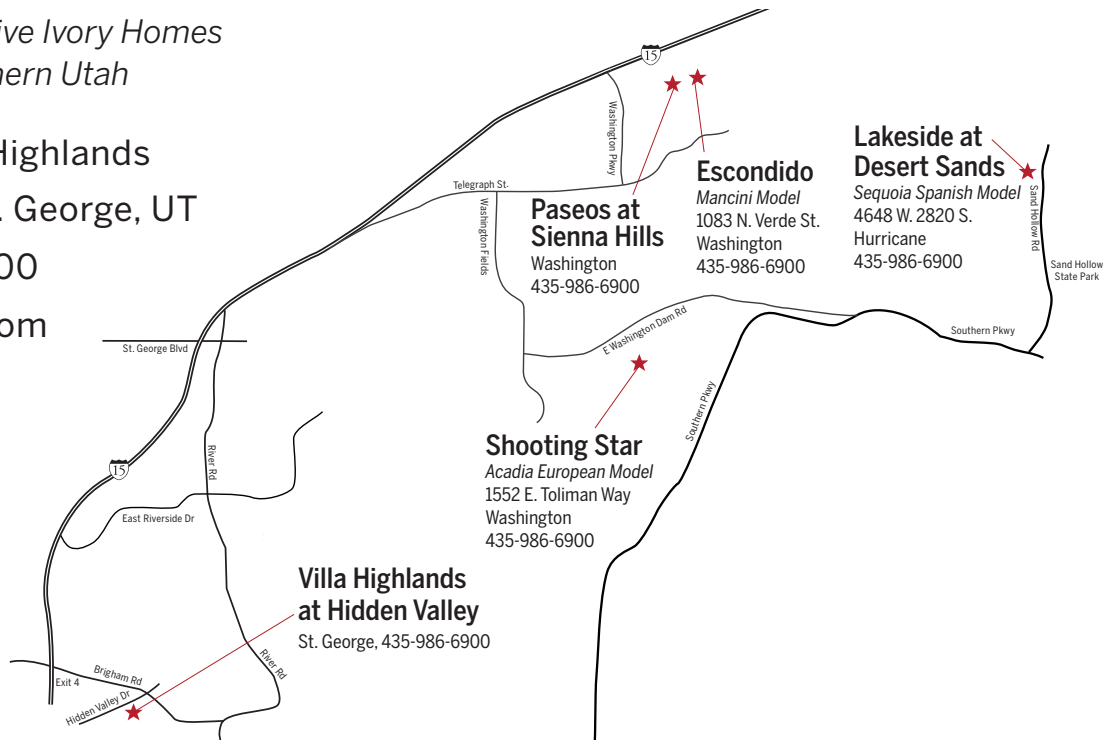 ive Ivory Homes
hern Utah
Highlands
. George, UT
00
om
15
Washington Pkwy
Telegraph St.
Washington Fields
Paseos at
Sienna Hills
Washington
435-986-6900
Escondido
Mancini Model
1083 N. Verde St.
Washington
435-986-6900
Lakeside at
Desert Sands
Sequoia Spanish Model
4648 W. 2820 S.
Hurricane
435-986-6900
Sand Hollow Rd
Sand Hollow
State Park
St. George Blvd
E Washington Dam Rd
Southern Pkwy
Southern Pkwy
Shooting Star
Acadia European Model
1552 E. Toliman Way
Washington
435-986-6900
15
River Rd
East Riverside Dr
Villa Highlands
at Hidden Valley
St. George, 435-986-6900
River Rd
Exit 4
Brigham Rd
Hidden Valley Dr